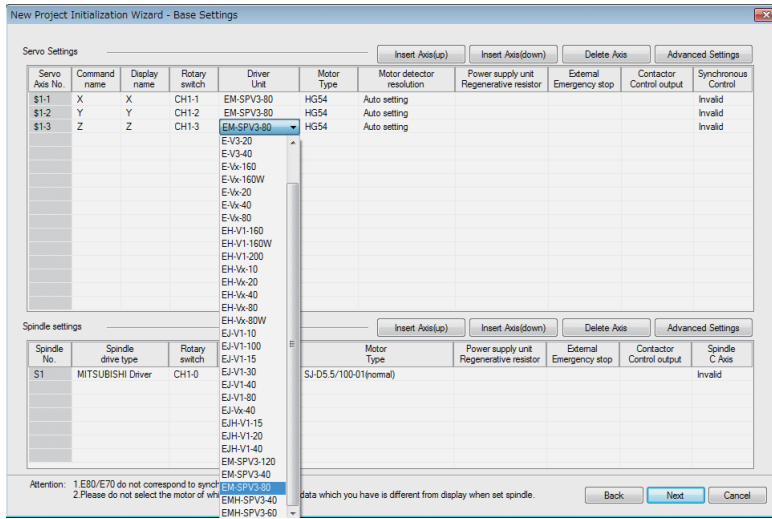 New Project Initialization Wizard - Base Settings
Servo Settings
Insert Axis(up) Insert Axis(down) Delete Axis Advanced Settings
Servo Axis No. Command name Display name Rotary switch Driver Unit Motor Type Motor detector resolution Power supply unit Regenerative resistor External Emergency stop Contactor Control output Synchronous Control
$1-1 X X CH1-1 EM-SPV3-80 HG54 Auto setting Invalid
$1-2 Y Y CH1-2 EM-SPV3-80 HG54 Auto setting Invalid
$1-3 Z Z CH1-3 EM-SPV3-80 HG54 Auto setting Invalid
E-V3-20
E-V3-40
E-Vx-160
E-Vx-160W
E-Vx-20
E-Vx-40
E-Vx-80
EH-V1-160
EH-V1-160W
EH-V1-200
EH-Vx-10
EH-Vx-20
EH-Vx-40
EH-Vx-80
EH-Vx-80W
EJ-V1-10
EJ-V1-100
EJ-V1-15
EJ-V1-30
EJ-V1-40
EJ-V1-80
EJ-Vx-40
EJH-V1-15
EJH-V1-20
EJH-V1-40
EM-SPV3-120
EM-SPV3-40
EM-SPV3-80
EMH-SPV3-40
EMH-SPV3-60
Spindle settings
Insert Axis(up) Insert Axis(down) Delete Axis Advanced Settings
Spindle No. Spindle drive type Rotary switch Motor Type Power supply unit Regenerative resistor External Emergency stop Contactor Control output Spindle C Axis
S1 MITSUBISHI Driver CH1-0 SJ-D5.5/100-01(normal) Invalid
Attention: 1.E80/E70 do not correspond to
2.Please do not select the motor of data which you have is different from display when set spindle.
Back Next Cancel